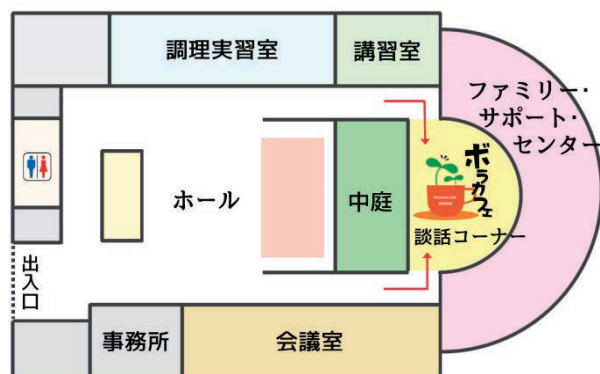 調理実習室
講習室
ファミリー・
サポート・
センター
ボラカフェ
ホール
中庭
談話コーナー
出入口
事務所
会議室